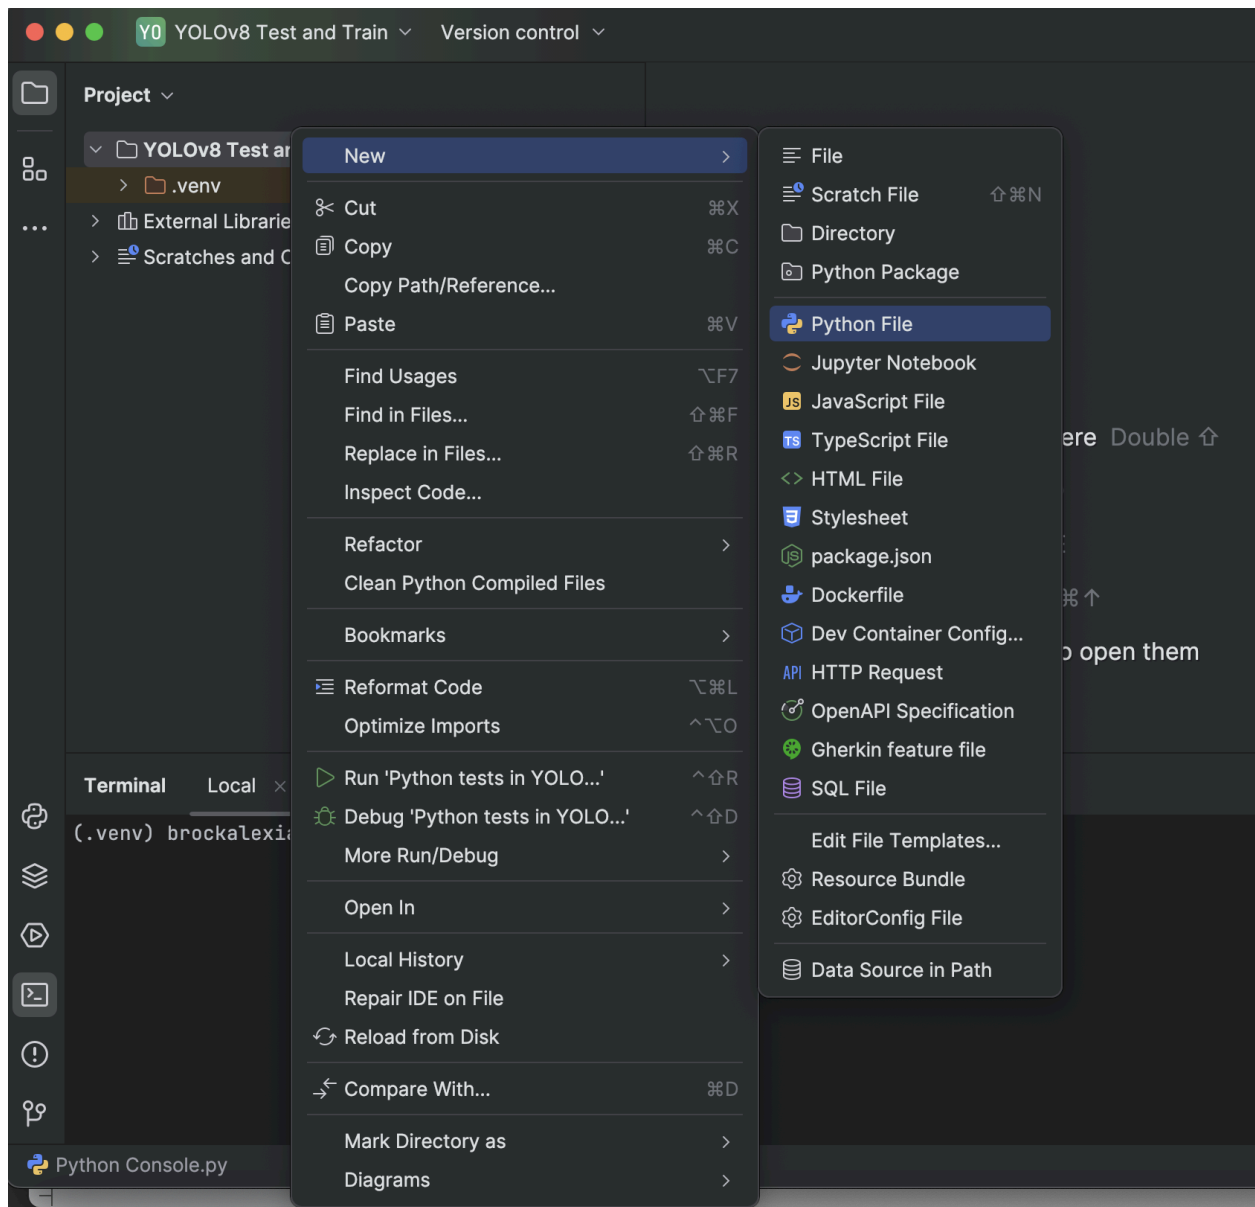 YO YOLOv8 Test and Train Version control
Project
YOLOv8 Test ar
.venv
External Librarie
Scratches and C
New
Cut ⌘X
Copy ⌘C
Copy Path/Reference...
Paste ⌘V
Find Usages ⌥F7
Find in Files... ⇧⌘F
Replace in Files... ⇧⌘R
Inspect Code...
Refactor
Clean Python Compiled Files
Bookmarks
Reformat Code ⌥⌘L
Optimize Imports ^⌥O
Run 'Python tests in YOLO...' ^⇧R
Debug 'Python tests in YOLO...' ^⇧D
More Run/Debug
Open In
Local History
Repair IDE on File
Reload from Disk
Compare With... ⌘D
Mark Directory as
Diagrams
File
Scratch File ⇧⌘N
Directory
Python Package
Python File
Jupyter Notebook
JS JavaScript File
TS TypeScript File
<> HTML File
Stylesheet
JS package.json
Dockerfile
Dev Container Config...
API HTTP Request
OpenAPI Specification
Gherkin feature file
SQL File
Edit File Templates...
Resource Bundle
EditorConfig File
Data Source in Path
ere Double ⇧
⌘↑
o open them
Terminal Local ×
(.venv) brockalexia
Python Console.py